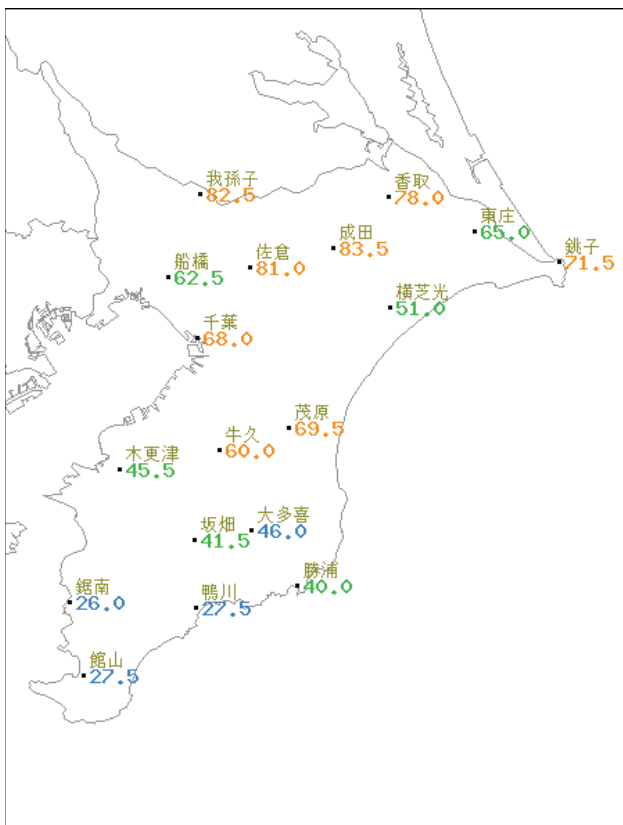 我孫子
82.5
香取
78.0
東庄
65.0
成田
83.5
佐倉
81.0
船橋
62.5
銚子
71.5
横芝光
51.0
千葉
68.0
茂原
69.5
牛久
60.0
木更津
45.5
大多喜
46.0
坂畑
41.5
勝浦
40.0
鋸南
26.0
鴨川
27.5
館山
27.5